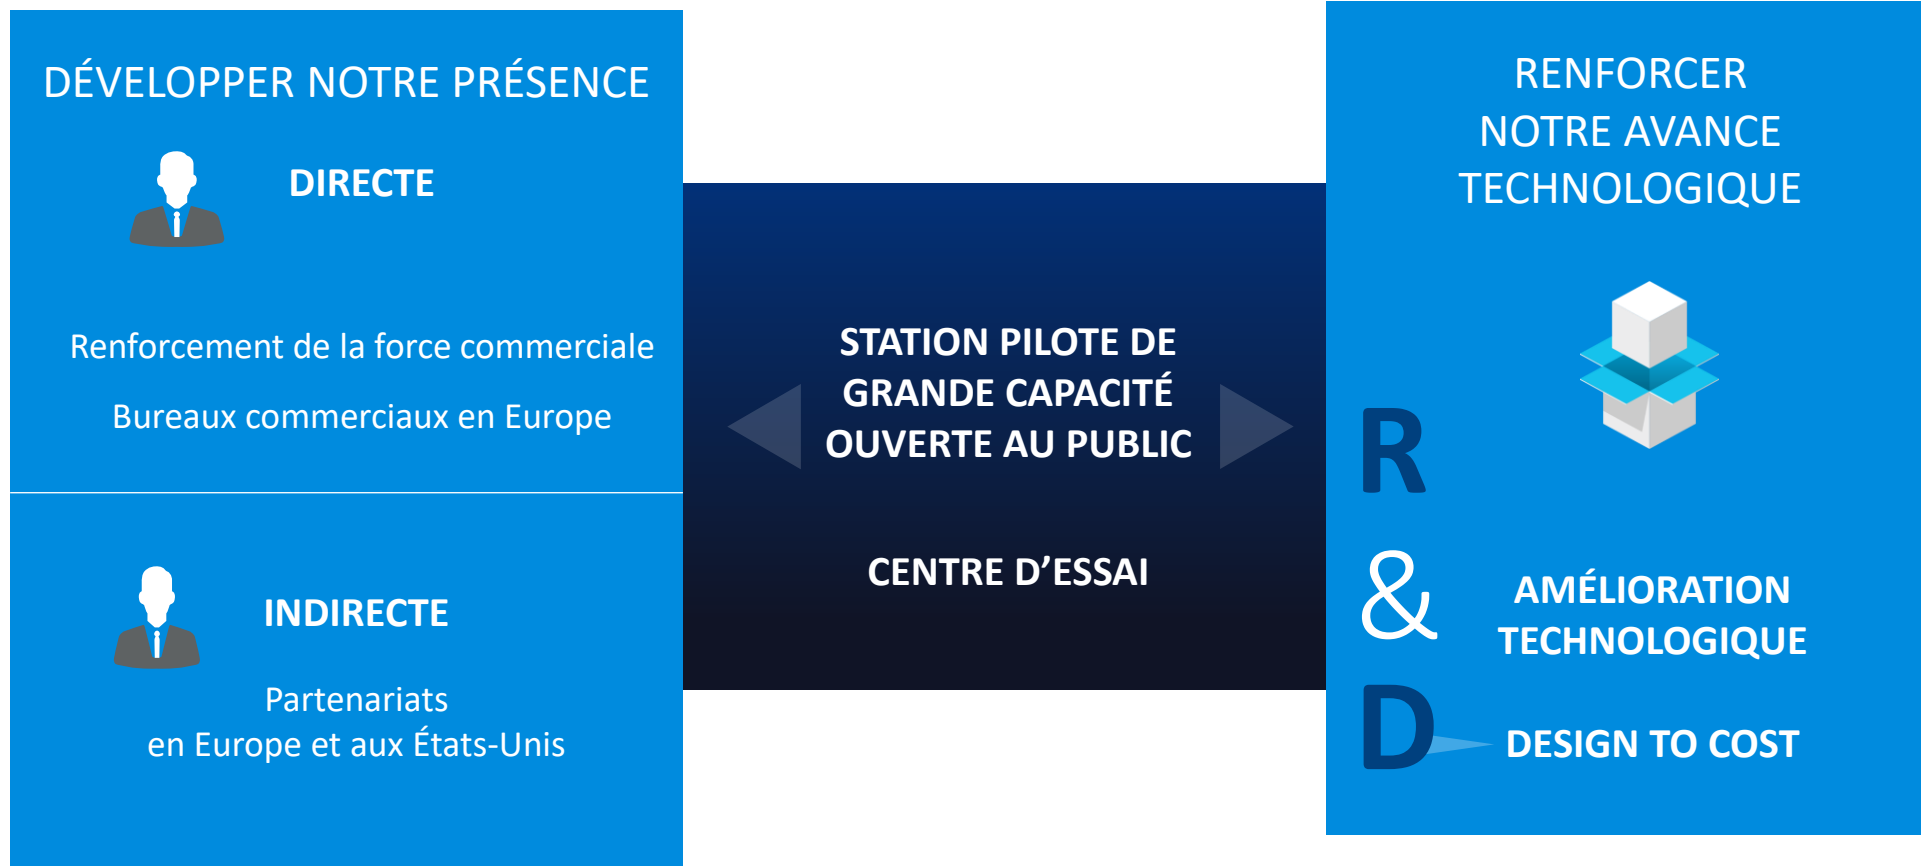 DÉVELOPPER NOTRE PRÉSENCE
DIRECTE
Renforcement de la force commerciale
Bureaux commerciaux en Europe
INDIRECTE
Partenariats
en Europe et aux États-Unis
STATION PILOTE DE
GRANDE CAPACITÉ
OUVERTE AU PUBLIC
CENTRE D’ESSAI
RENFORCER
NOTRE AVANCE
TECHNOLOGIQUE
R
&
D
AMÉLIORATION
TECHNOLOGIQUE
DESIGN TO COST